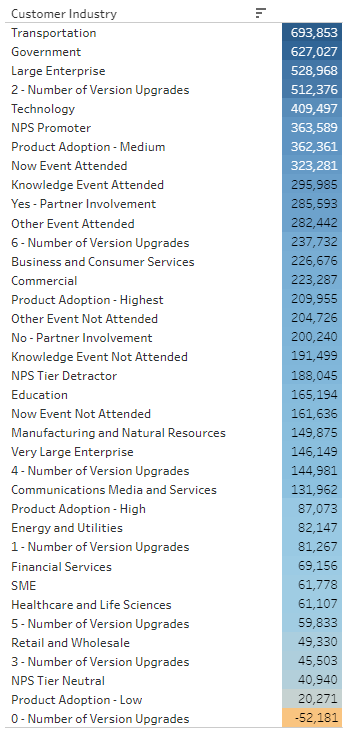 Customer Industry
Transportation 693,853
Government 627,027
Large Enterprise 528,968
2 - Number of Version Upgrades 512,376
Technology 409,497
NPS Promoter 363,589
Product Adoption - Medium 362,361
Now Event Attended 323,281
Knowledge Event Attended 295,985
Yes - Partner Involvement 285,593
Other Event Attended 282,442
6 - Number of Version Upgrades 237,732
Business and Consumer Services 226,676
Commercial 223,287
Product Adoption - Highest 209,955
Other Event Not Attended 204,726
No - Partner Involvement 200,240
Knowledge Event Not Attended 191,499
NPS Tier Detractor 188,045
Education 165,194
Now Event Not Attended 161,636
Manufacturing and Natural Resources 149,875
Very Large Enterprise 146,149
4 - Number of Version Upgrades 144,981
Communications Media and Services 131,962
Product Adoption - High 87,073
Energy and Utilities 82,147
1 - Number of Version Upgrades 81,267
Financial Services 69,156
SME 61,778
Healthcare and Life Sciences 61,107
5 - Number of Version Upgrades 59,833
Retail and Wholesale 49,330
3 - Number of Version Upgrades 45,503
NPS Tier Neutral 40,940
Product Adoption - Low 20,271
0 - Number of Version Upgrades -52,181